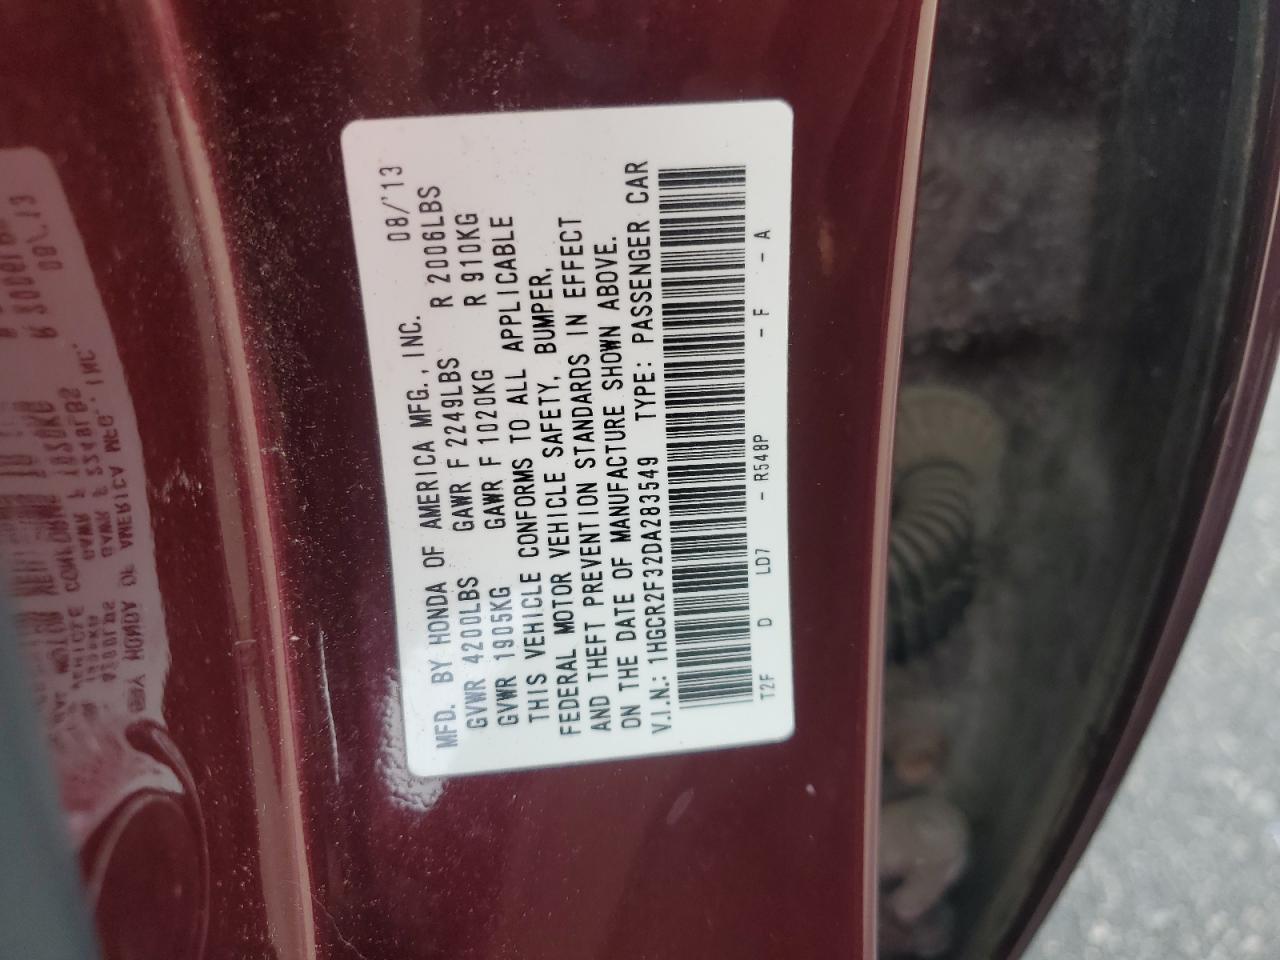 MFD. BY HONDA OF AMERICA MFG., INC. 08/'13
GVWR 4200LBS GAWR F 2249LBS R 2006LBS
GVWR 1905KG GAWR F 1020KG R 910KG
THIS VEHICLE CONFORMS TO ALL APPLICABLE
FEDERAL MOTOR VEHICLE SAFETY, BUMPER,
AND THEFT PREVENTION STANDARDS IN EFFECT
ON THE DATE OF MANUFACTURE SHOWN ABOVE.
V.I.N.: 1HGCR2F32DA283549 TYPE: PASSENGER CAR
T2F D LD7 - R548P - F - A